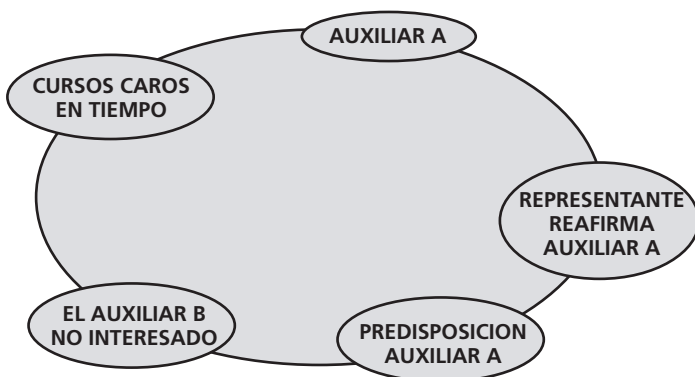 AUXILIAR A
CURSOS CAROS
EN TIEMPO
REPRESENTANTE
REAFIRMA
AUXILIAR A
EL AUXILIAR B
NO INTERESADO
PREDISPOSICION
AUXILIAR A